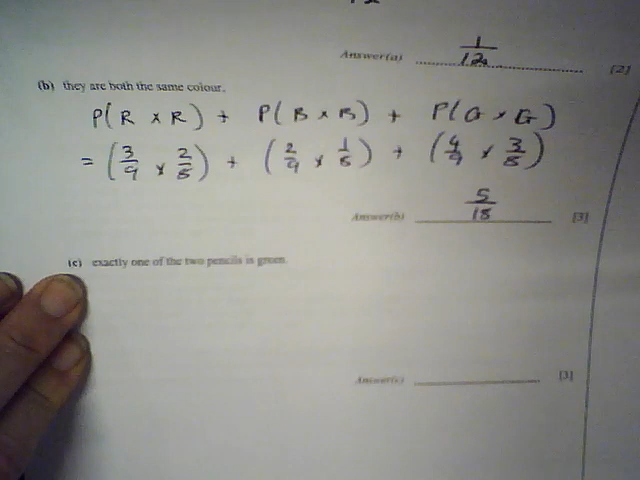 Answer(a) 1/12 [2]
(b) they are both the same colour.
P(R × R) + P(B × B) + P(G × G)
= (3/9 × 2/8) + (2/9 × 1/8) + (4/9 × 3/8)
Answer(b) 5/18 [3]
(c) exactly one of the two pencils is green.
Answer(c) [3]